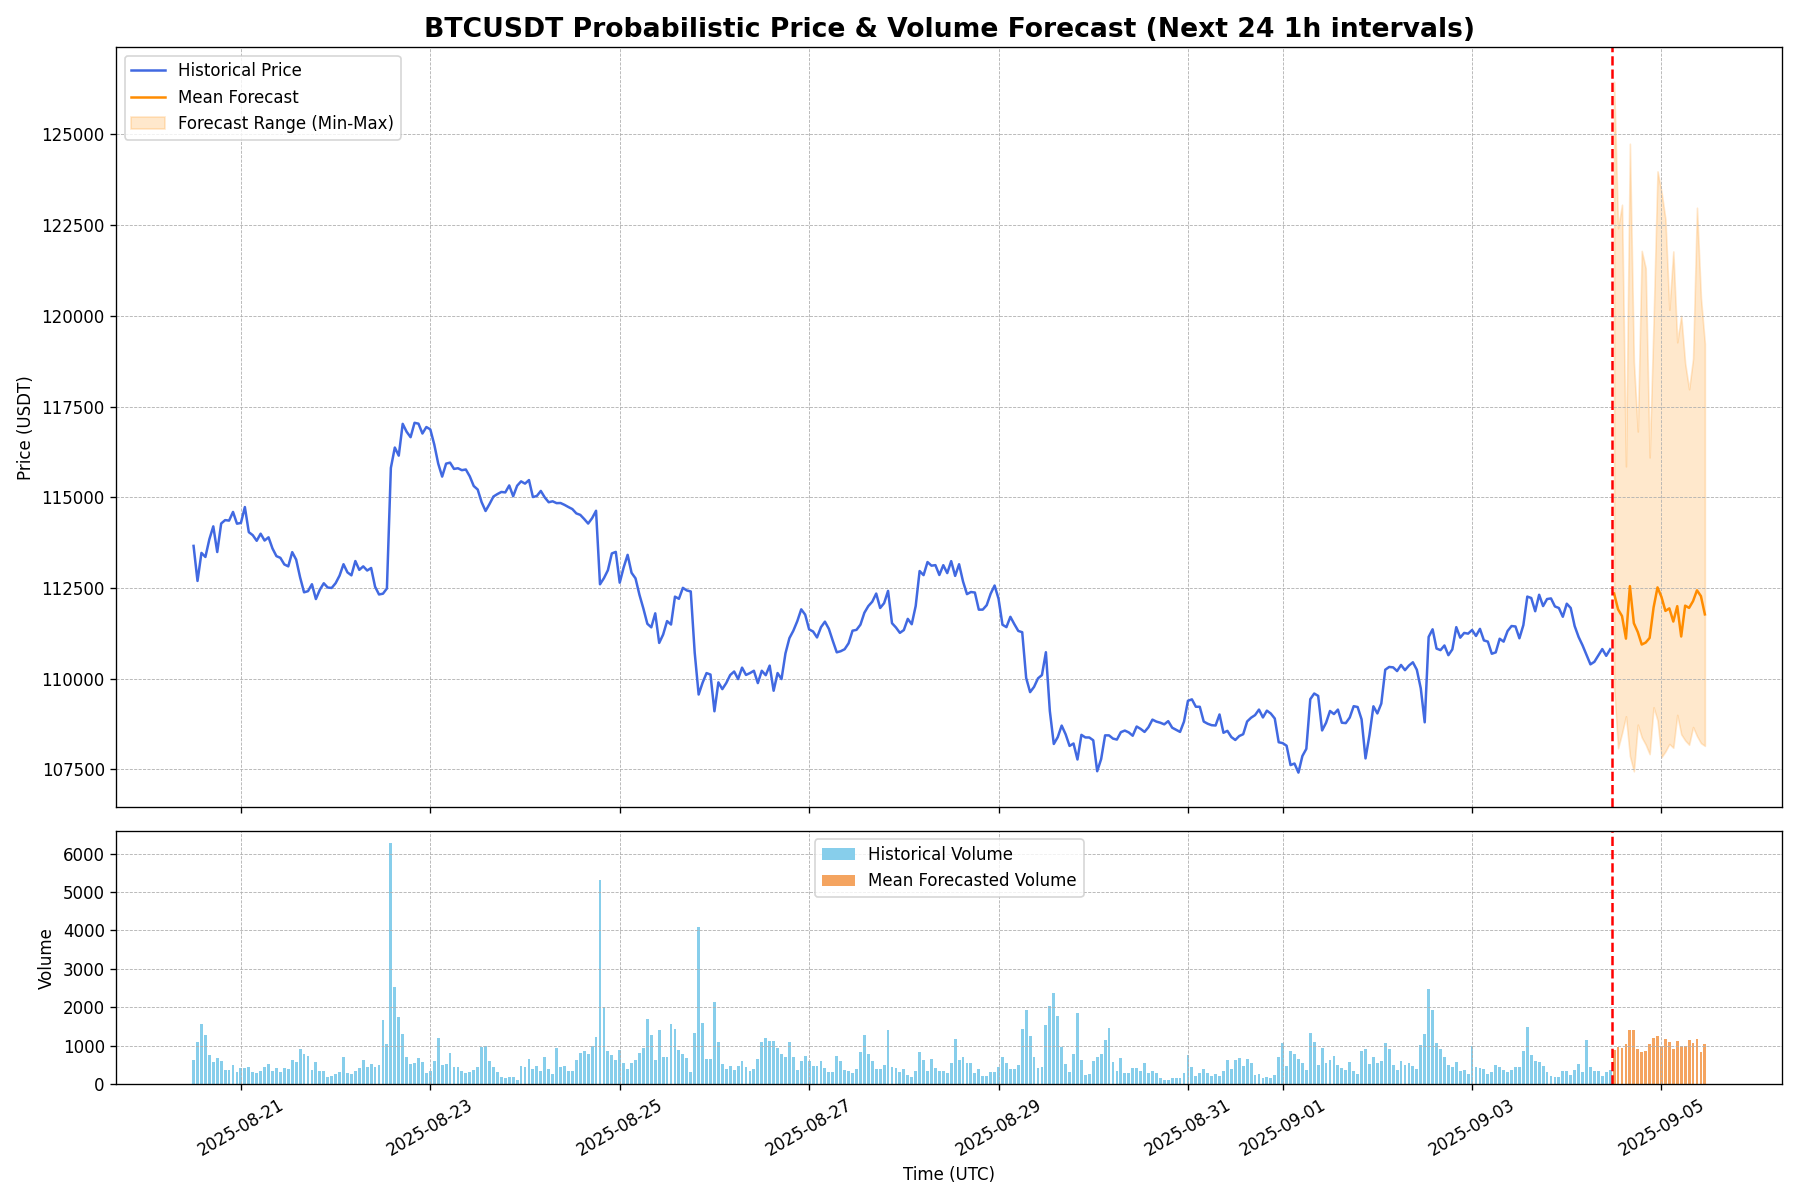 BTCUSDT Probabilistic Price & Volume Forecast (Next 24 1h intervals)
Historical Price
Mean Forecast
Forecast Range (Min-Max)
Price (USDT)
125000
122500
120000
117500
115000
112500
110000
107500
Historical Volume
Mean Forecasted Volume
Volume
6000
5000
4000
3000
2000
1000
0
2025-08-21
2025-08-23
2025-08-25
2025-08-27
2025-08-29
2025-08-31
2025-09-01
2025-09-03
2025-09-05
Time (UTC)